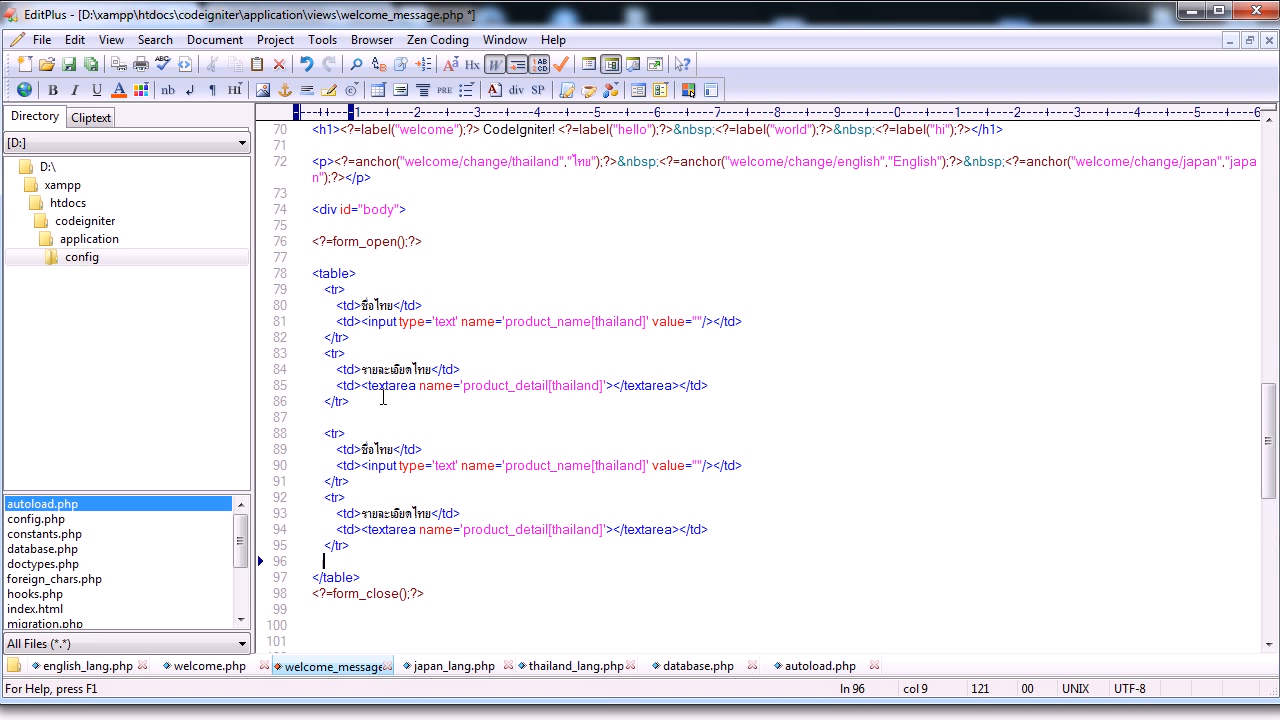 EditPlus - [D:\xampp\htdocs\codeigniter\application\views\welcome_message.php *]
File Edit View Search Document Project Tools Browser Zen Coding Window Help
Directory Cliptext
[D:]
D:\
xampp
htdocs
codeigniter
application
config
autoload.php
config.php
constants.php
database.php
doctypes.php
foreign_chars.php
hooks.php
index.html
migration.php
All Files (*.*)
70 <h1><?=label("welcome");?> CodeIgniter! <?=label("hello");?>&nbsp;<?=label("world");?>&nbsp;<?=label("hi");?></h1>
71
72 <p><?=anchor("welcome/change/thailand","ไทย");?>&nbsp;<?=anchor("welcome/change/english","English");?>&nbsp;<?=anchor("welcome/change/japan","japa
n");?></p>
73
74 <div id="body">
75
76 <?=form_open();?>
77
78 <table>
79 <tr>
80 <td>ชื่อไทย</td>
81 <td><input type='text' name='product_name[thailand]' value=""/></td>
82 </tr>
83 <tr>
84 <td>รายละเอียดไทย</td>
85 <td><textarea name='product_detail[thailand]'></textarea></td>
86 </tr>
87
88 <tr>
89 <td>ชื่อไทย</td>
90 <td><input type='text' name='product_name[thailand]' value=""/></td>
91 </tr>
92 <tr>
93 <td>รายละเอียดไทย</td>
94 <td><textarea name='product_detail[thailand]'></textarea></td>
95 </tr>
96
97 </table>
98 <?=form_close();?>
99
100
101
english_lang.php welcome.php welcome_message japan_lang.php thailand_lang.php database.php autoload.php
For Help, press F1 ln 96 col 9 121 00 UNIX UTF-8